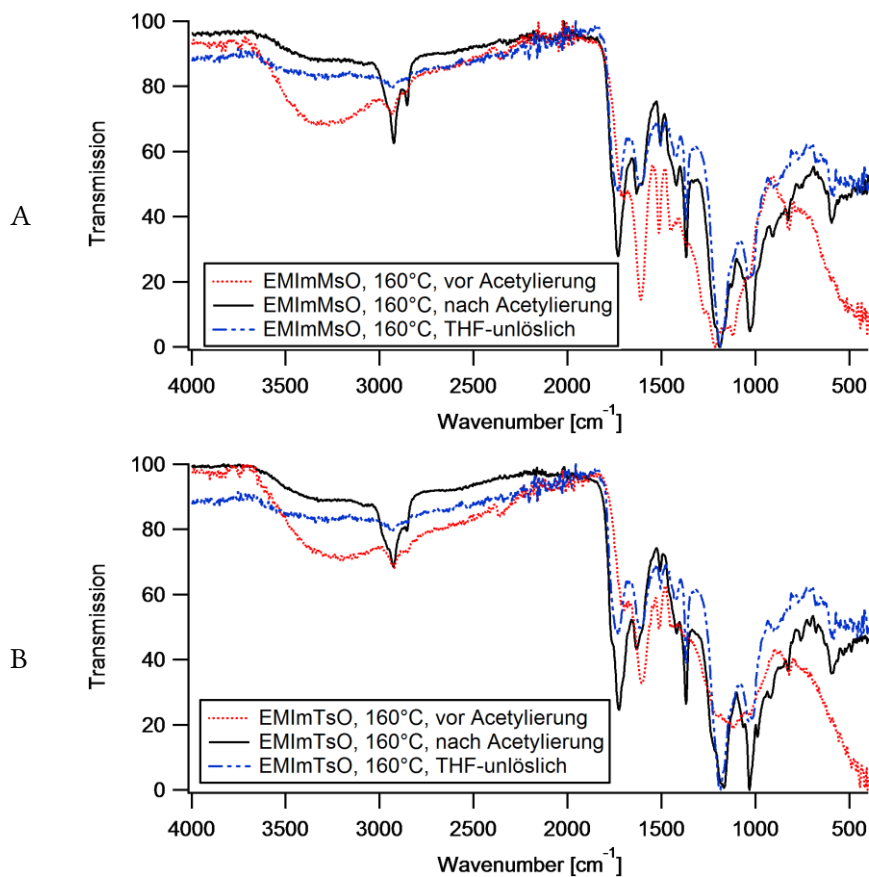 A
Transmission
100
80
60
40
20
0
EMImMsO, 160°C, vor Acetylierung
EMImMsO, 160°C, nach Acetylierung
EMImMsO, 160°C, THF-unlöslich
4000 3500 3000 2500 2000 1500 1000 500
Wavenumber [cm⁻¹]
B
Transmission
100
80
60
40
20
0
EMImTsO, 160°C, vor Acetylierung
EMImTsO, 160°C, nach Acetylierung
EMImTsO, 160°C, THF-unlöslich
4000 3500 3000 2500 2000 1500 1000 500
Wavenumber [cm⁻¹]